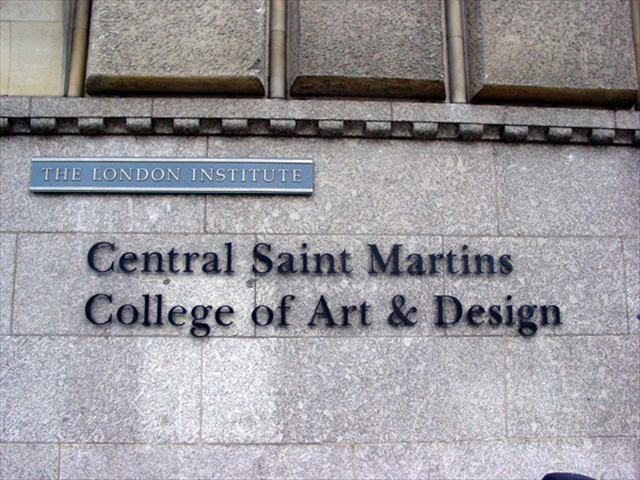 THE LONDON INSTITUTE
Central Saint Martins
College of Art & Design